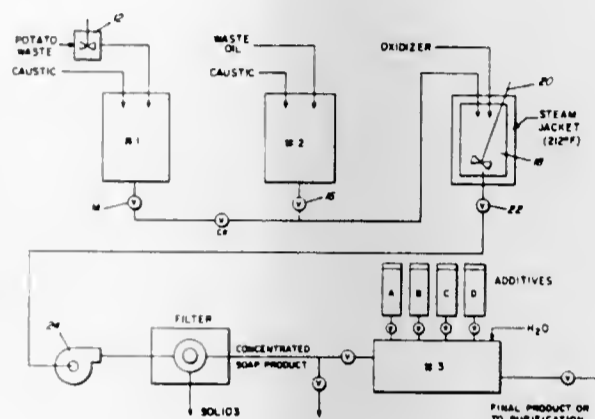 12
POTATO
WASTE
CAUSTIC
WASTE
OIL
CAUSTIC
OXIDIZER
20
STEAM
JACKET
(212°F)
18
#1
#2
14
V
V
16
V
22
24
FILTER
CONCENTRATED
SOAP PRODUCT
SOLIDS
V
V
ADDITIVES
A
B
C
D
V
V
V
V
H2O
#3
V
FINAL PRODUCT OR
TO PURIFICATION